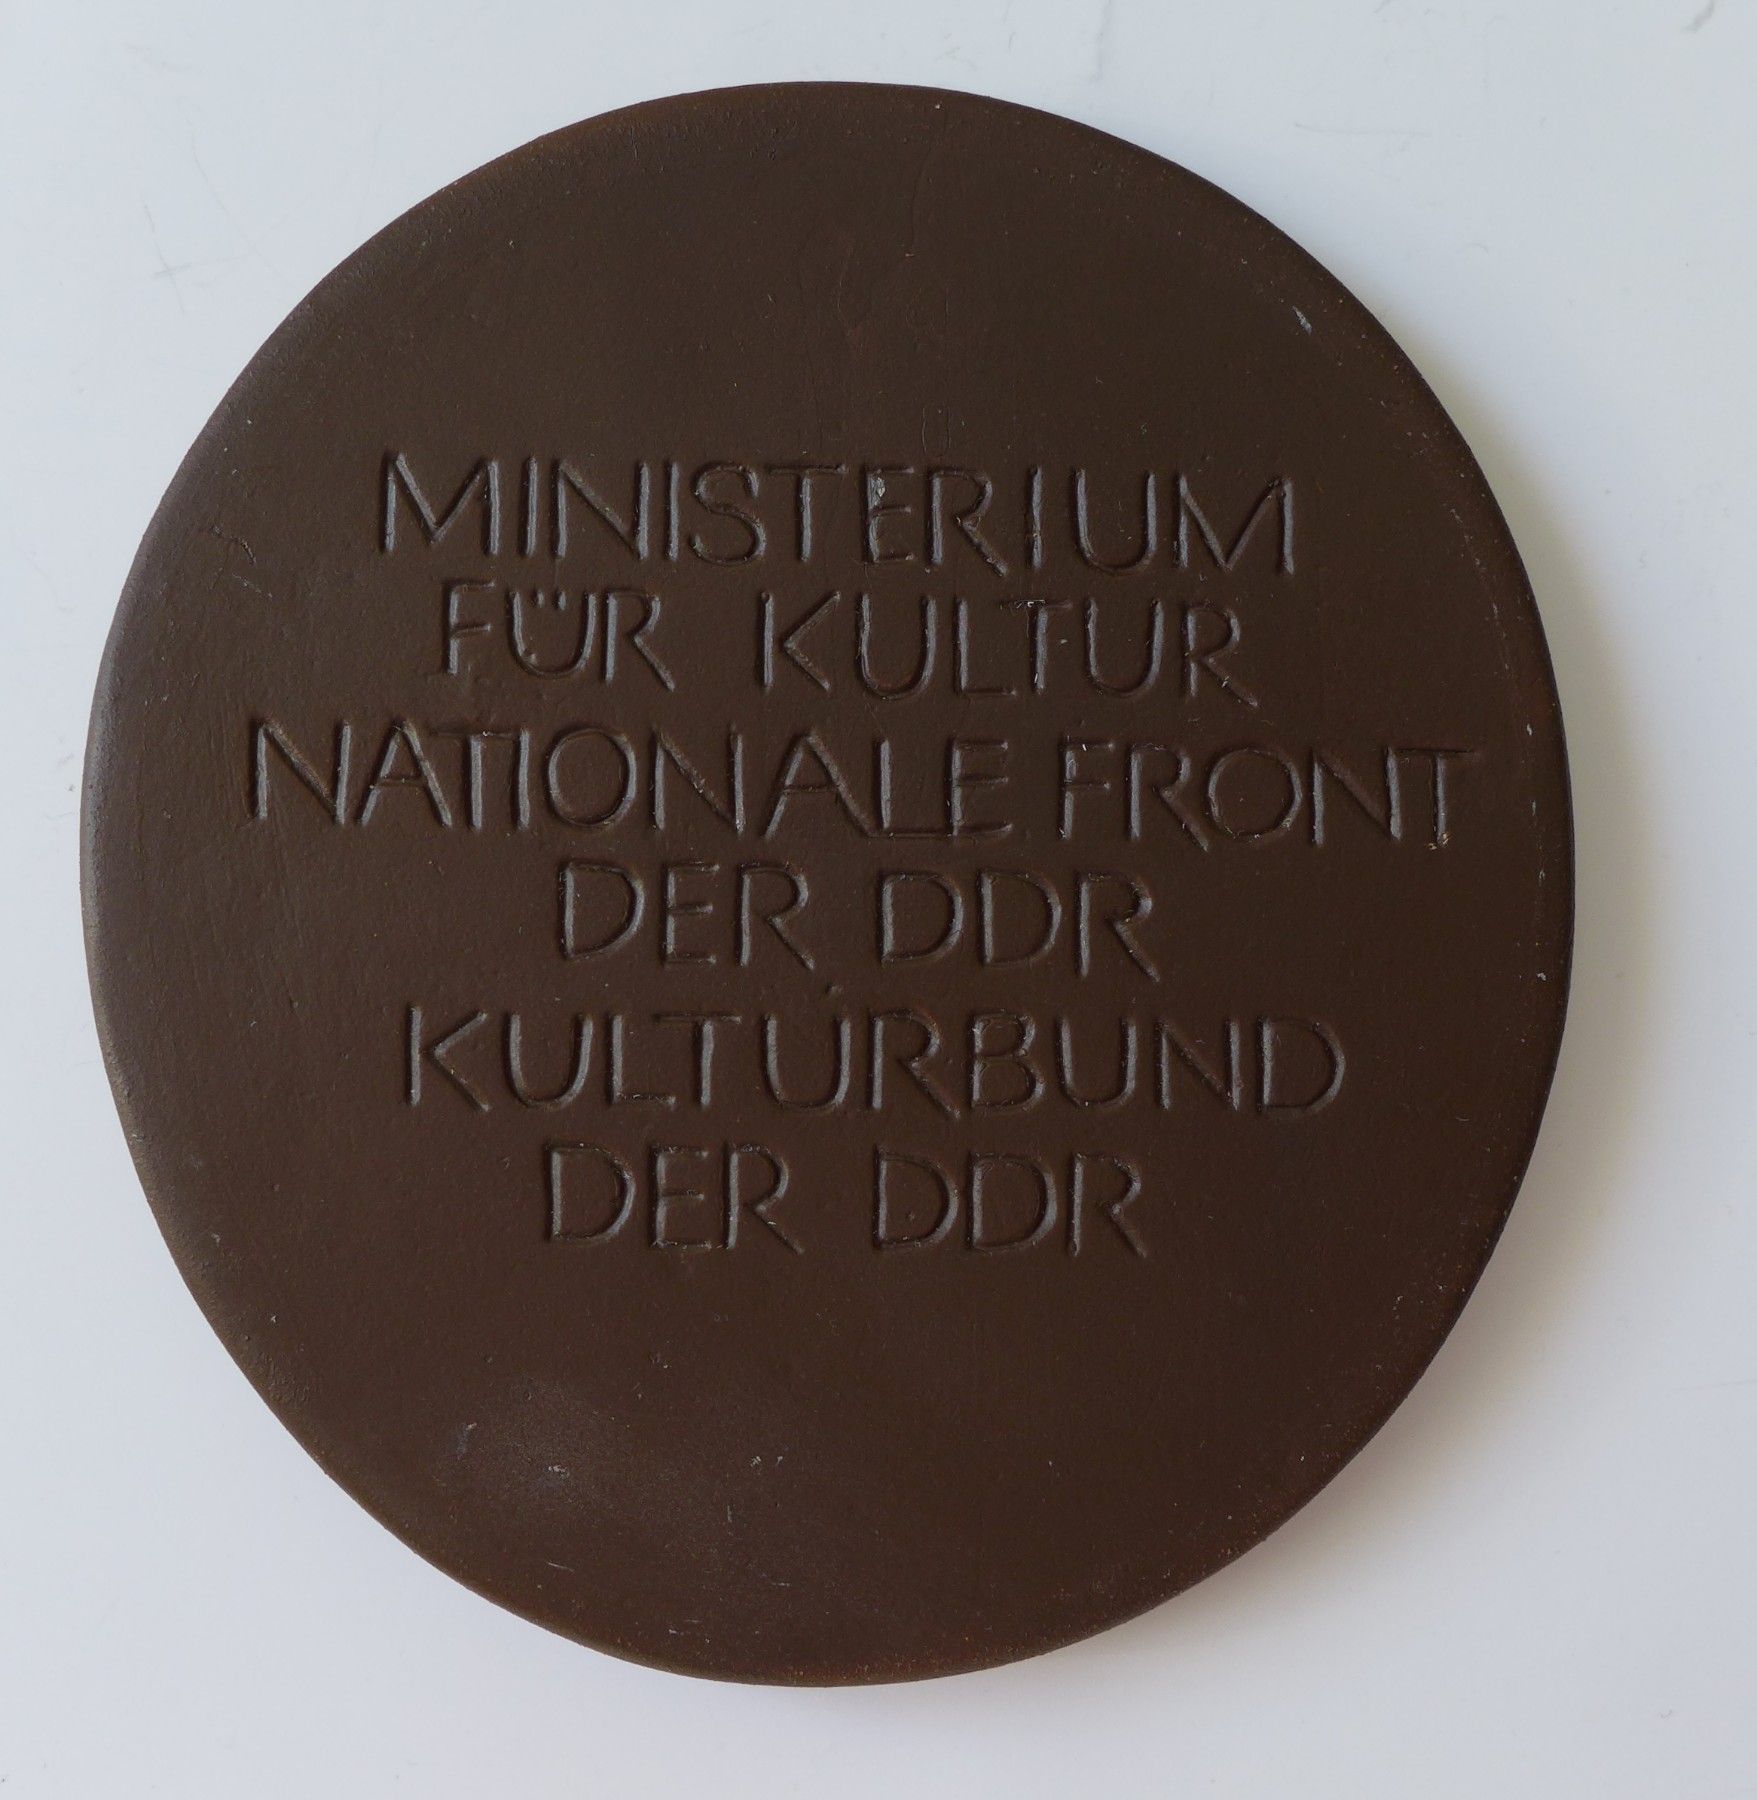 MINISTERIUM
FÜR KULTUR
NATIONALE FRONT
DER DDR
KULTURBUND
DER DDR